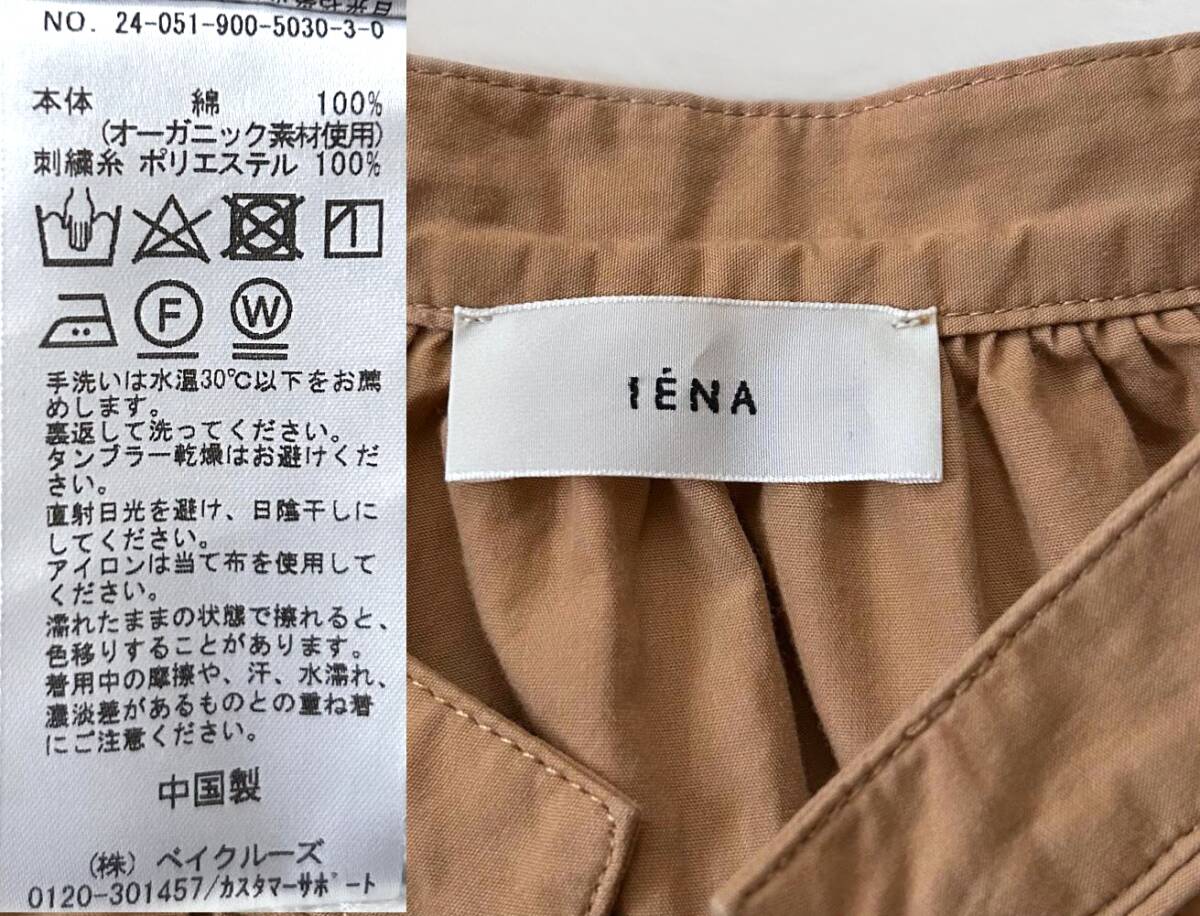 NO. 24-051-900-5030-3-0
本体 綿 100%
(オーガニック素材使用)
刺繍糸 ポリエステル 100%
F W
手洗いは水温30℃以下をお薦
めします。
裏返して洗ってください。
タンブラー乾燥はお避けくだ
さい。
直射日光を避け、日陰干しに
してください。
アイロンは当て布を使用して
ください。
濡れたままの状態で擦れると、
色移りすることがあります。
着用中の摩擦や、汗、水濡れ、
濃淡差があるものとの重ね着
にご注意ください。
中国製
(株) ベイクルーズ
0120-301457/カスタマーサポート
IÉNA